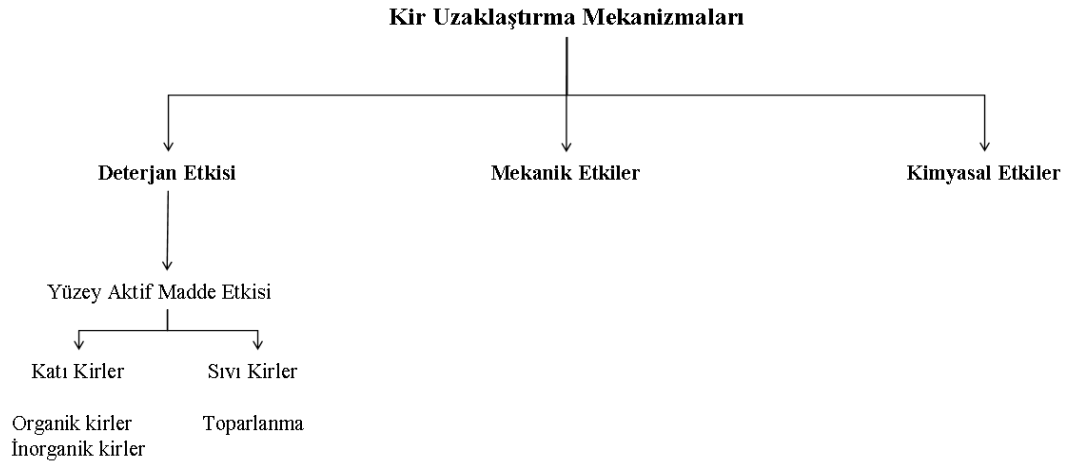 Kir Uzaklaştırma Mekanizmaları
Deterjan Etkisi
Mekanik Etkiler
Kimyasal Etkiler
Yüzey Aktif Madde Etkisi
Katı Kirler
Sıvı Kirler
Organik kirler
İnorganik kirler
Toparlanma